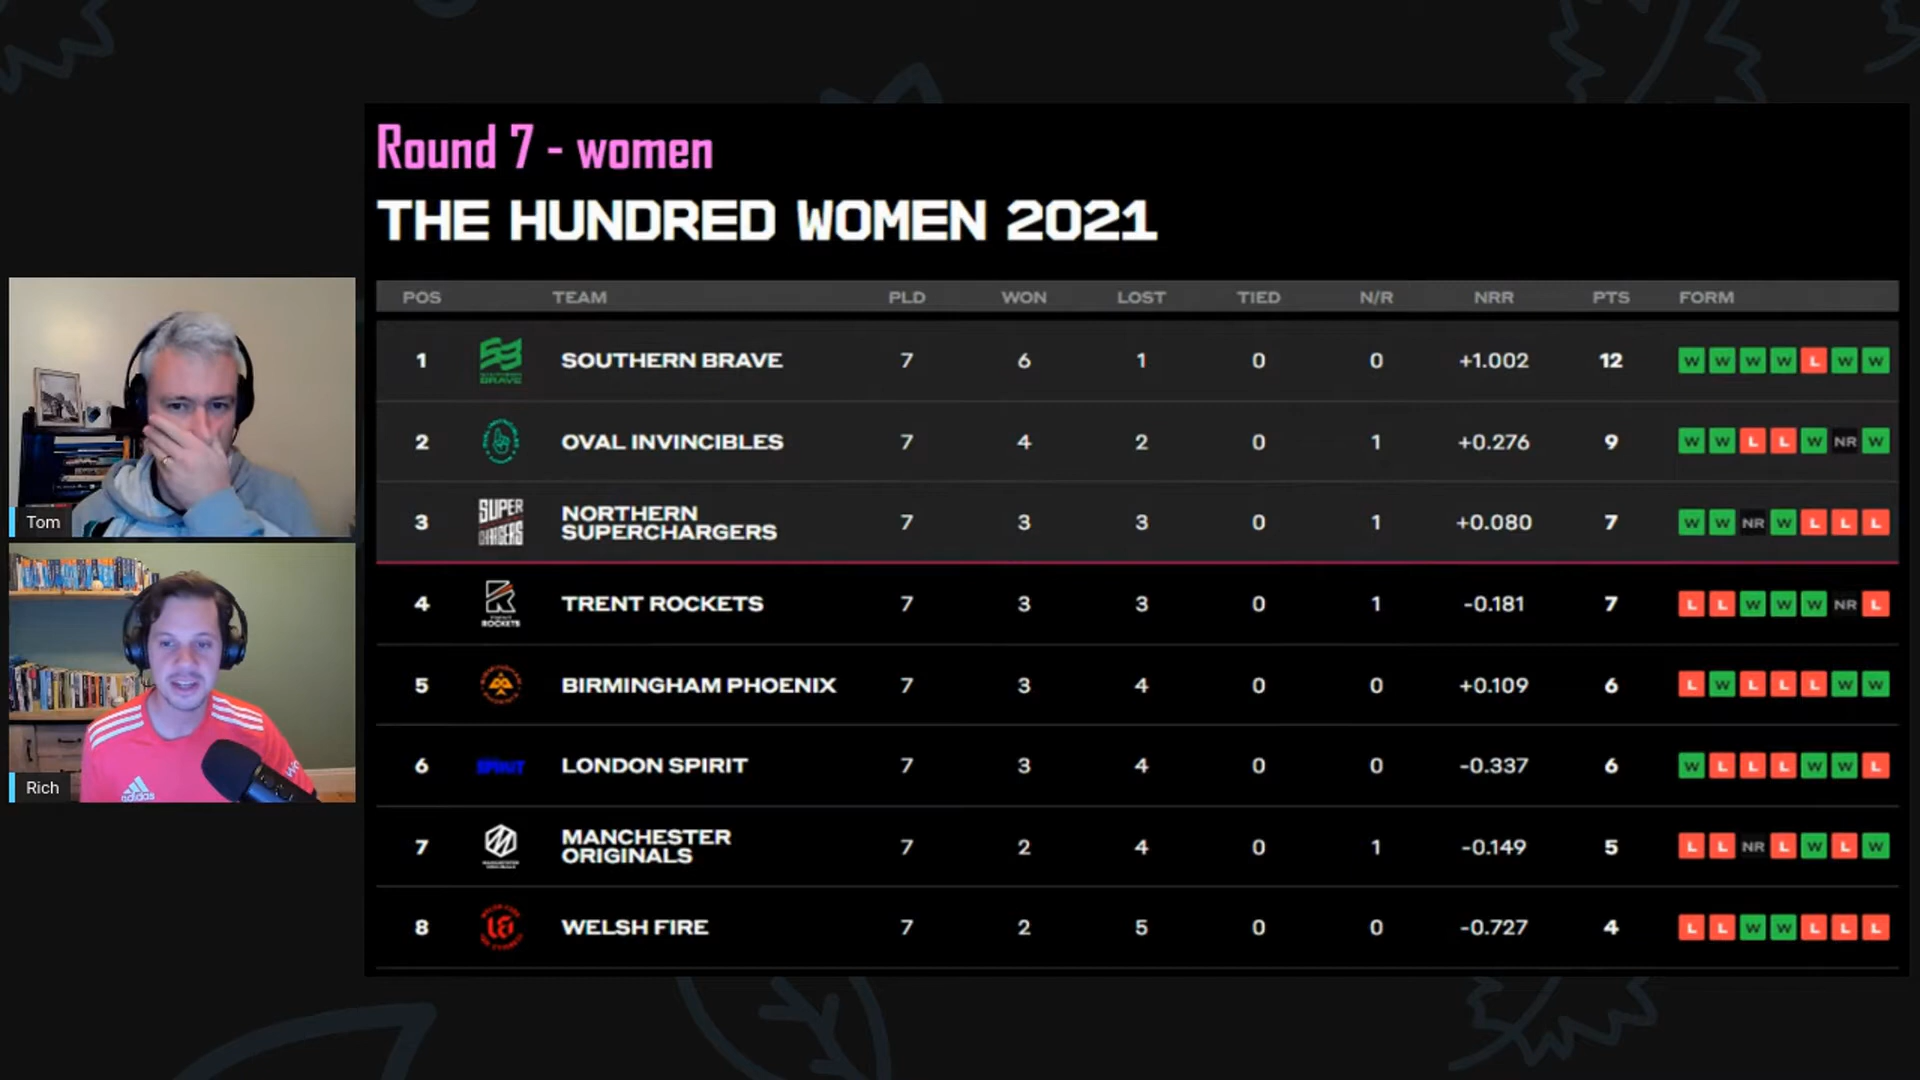 Round 7 - women
THE HUNDRED WOMEN 2021
POS TEAM PLD WON LOST TIED N/R NRR PTS FORM
1 SOUTHERN BRAVE 7 6 1 0 0 +1.002 12 W W W W L W W
2 OVAL INVINCIBLES 7 4 2 0 1 +0.276 9 W W L L W NR W
3 SUPER CHARGERS NORTHERN SUPERCHARGERS 7 3 3 0 1 +0.080 7 W W NR W L L L
4 ROCKETS TRENT ROCKETS 7 3 3 0 1 -0.181 7 L L W W W NR L
5 BIRMINGHAM PHOENIX 7 3 4 0 0 +0.109 6 L W L L L W W
6 SPIRIT LONDON SPIRIT 7 3 4 0 0 -0.337 6 W L L L W W L
7 MANCHESTER ORIGINALS 7 2 4 0 1 -0.149 5 L L NR L W L W
8 WELSH FIRE 7 2 5 0 0 -0.727 4 L L W W L L L
Tom
Rich